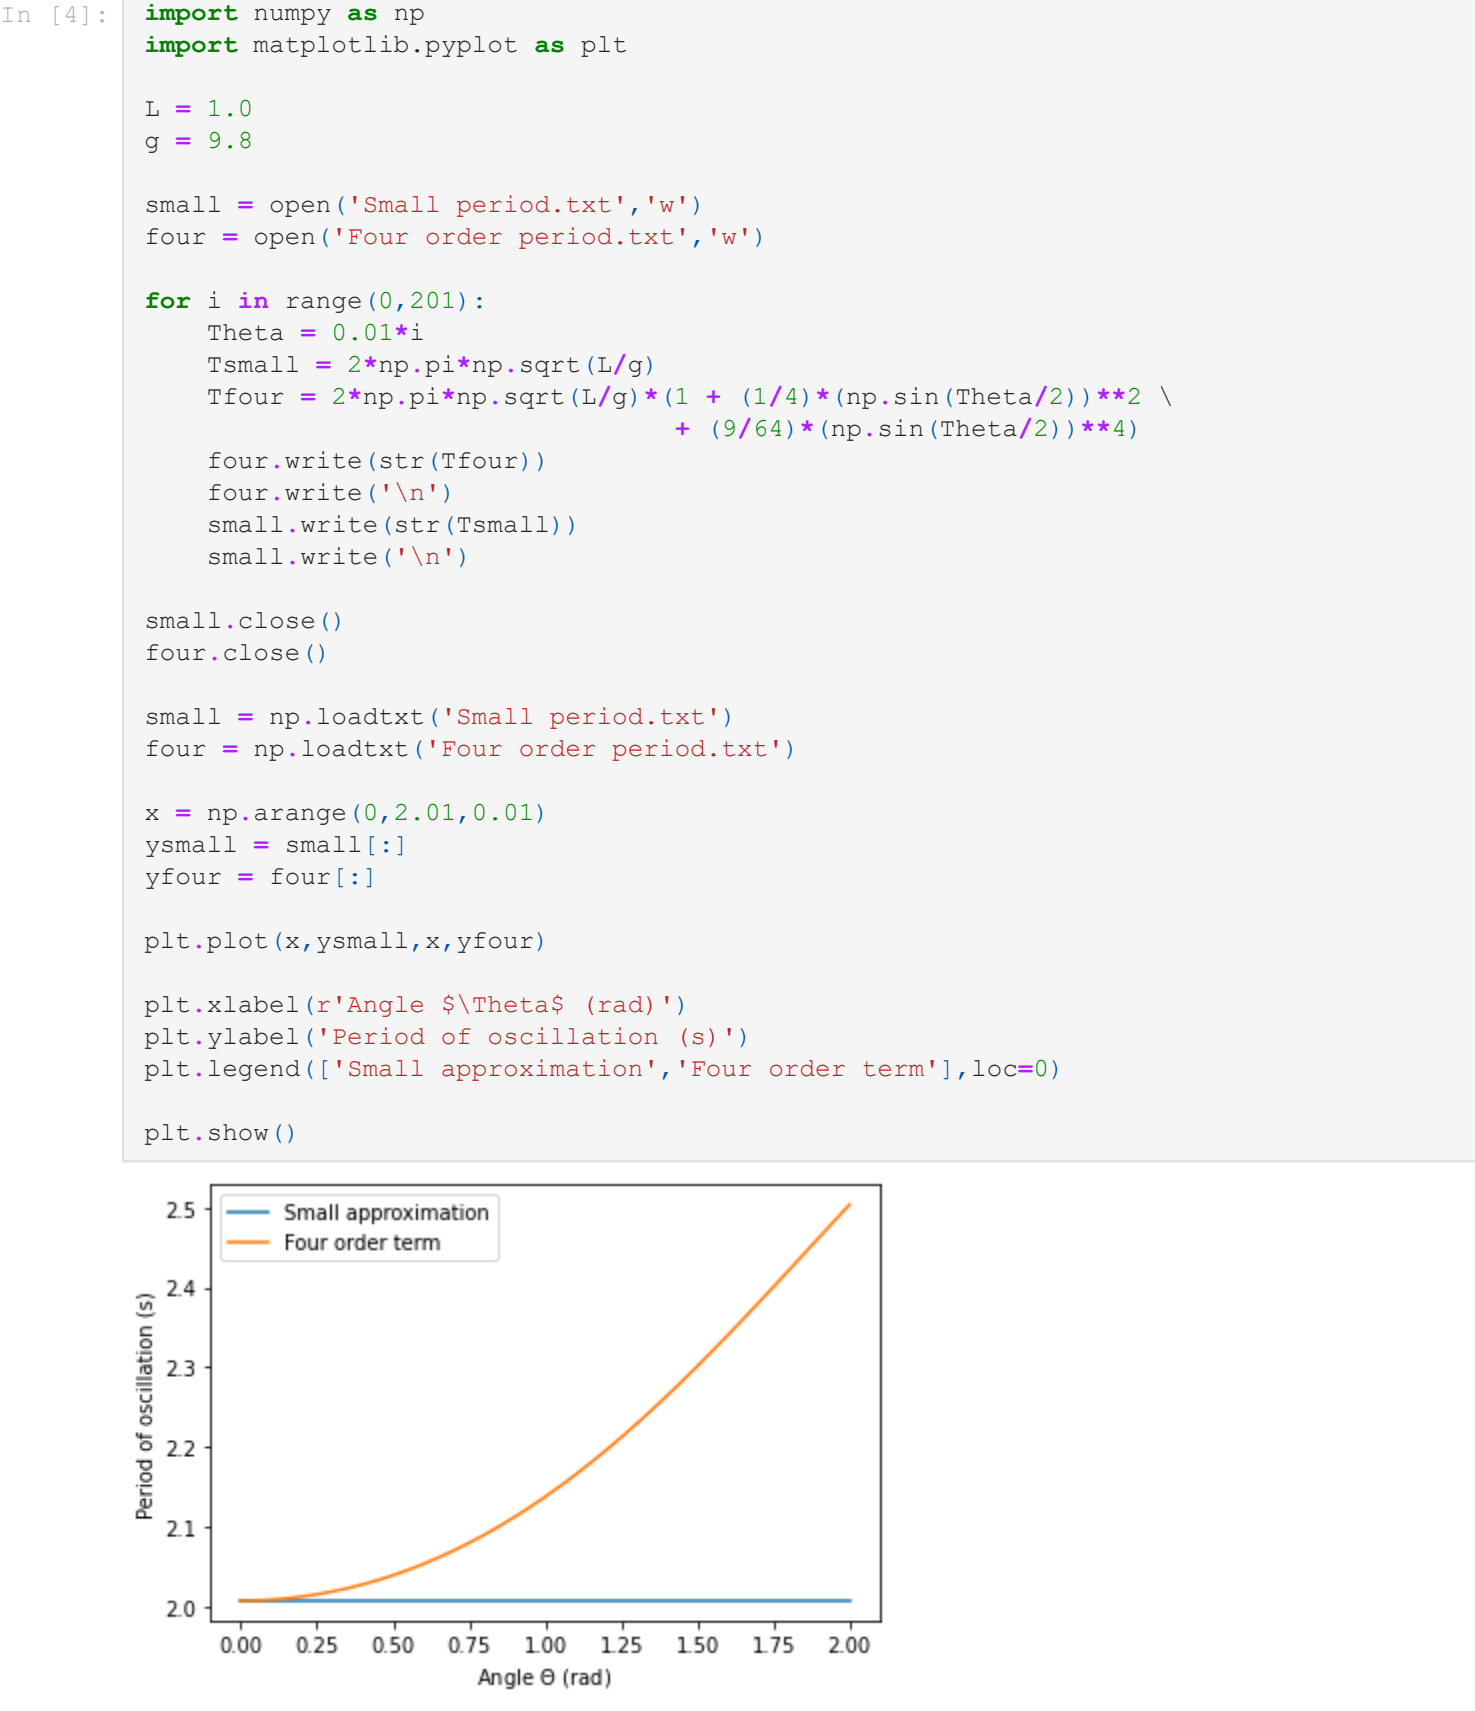 In [4]:
import numpy as np
import matplotlib.pyplot as plt
L = 1.0
g = 9.8
small = open('Small period.txt','w')
four = open('Four order period.txt','w')
for i in range(0,201):
    Theta = 0.01*i
    Tsmall = 2*np.pi*np.sqrt(L/g)
    Tfour = 2*np.pi*np.sqrt(L/g)*(1 + (1/4)*(np.sin(Theta/2))**2 \
                                  + (9/64)*(np.sin(Theta/2))**4)
    four.write(str(Tfour))
    four.write('\n')
    small.write(str(Tsmall))
    small.write('\n')
small.close()
four.close()
small = np.loadtxt('Small period.txt')
four = np.loadtxt('Four order period.txt')
x = np.arange(0,2.01,0.01)
ysmall = small[:]
yfour = four[:]
plt.plot(x,ysmall,x,yfour)
plt.xlabel(r'Angle $\Theta$ (rad)')
plt.ylabel('Period of oscillation (s)')
plt.legend(['Small approximation','Four order term'],loc=0)
plt.show()
Small approximation
Four order term
Period of oscillation (s)
2.5
2.4
2.3
2.2
2.1
2.0
0.00 0.25 0.50 0.75 1.00 1.25 1.50 1.75 2.00
Angle Θ (rad)